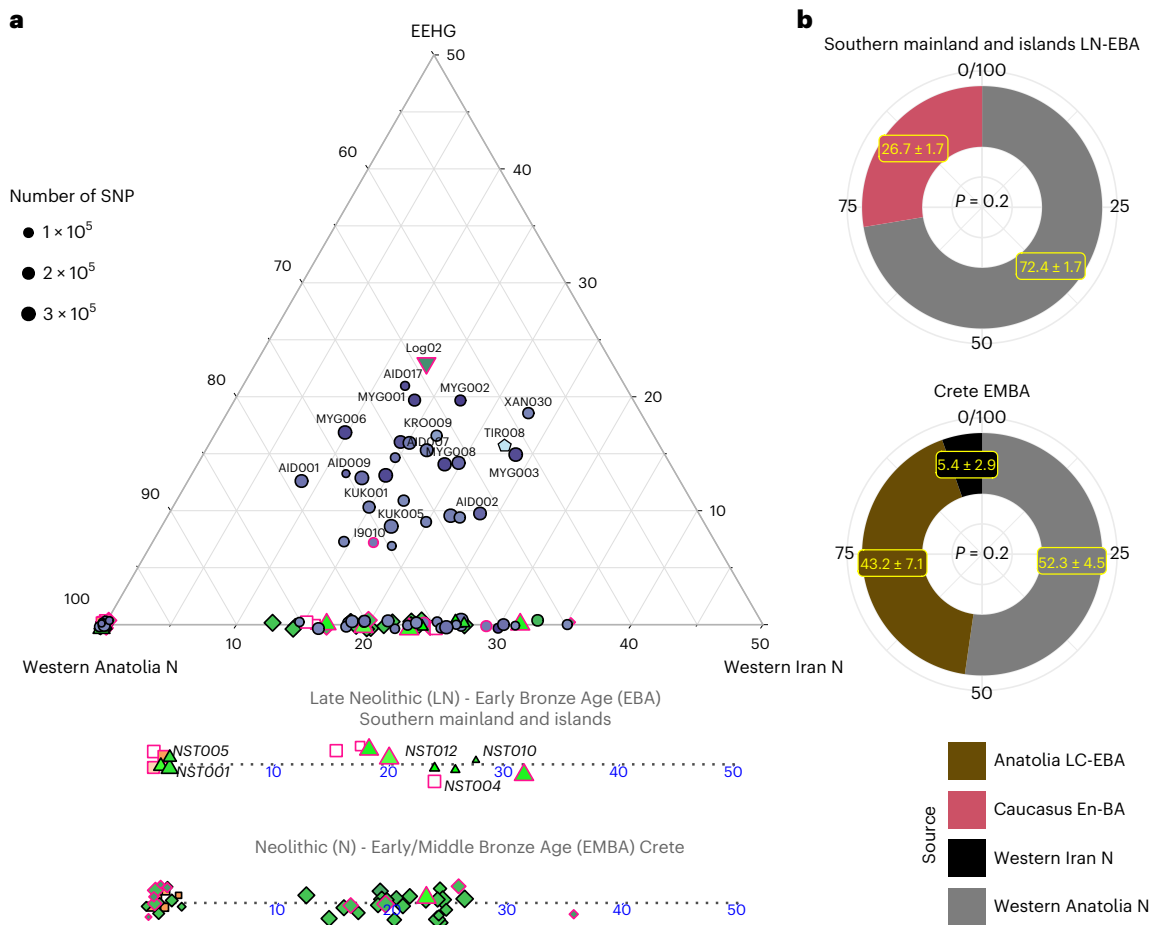 a
EEHG
50
60
40
70
30
80
20
90
10
100
Number of SNP
1 × 10⁵
2 × 10⁵
3 × 10⁵
Log02
AID017
MYG001
MYG002
XAN030
MYG006
KRO009
AID007
TIR008
MYG008
MYG003
AID001
AID009
KUK001
KUK005
AID002
I9010
10
20
30
40
50
Western Anatolia N
Western Iran N
Late Neolithic (LN) - Early Bronze Age (EBA)
Southern mainland and islands
NST005
NST001
NST012
NST010
NST004
10
20
30
40
50
Neolithic (N) - Early/Middle Bronze Age (EMBA) Crete
10
20
30
40
50
b
Southern mainland and islands LN-EBA
0/100
26.7 ± 1.7
75
P = 0.2
25
72.4 ± 1.7
50
Crete EMBA
0/100
5.4 ± 2.9
75
43.2 ± 7.1
P = 0.2
52.3 ± 4.5
25
50
Source
Anatolia LC-EBA
Caucasus En-BA
Western Iran N
Western Anatolia N